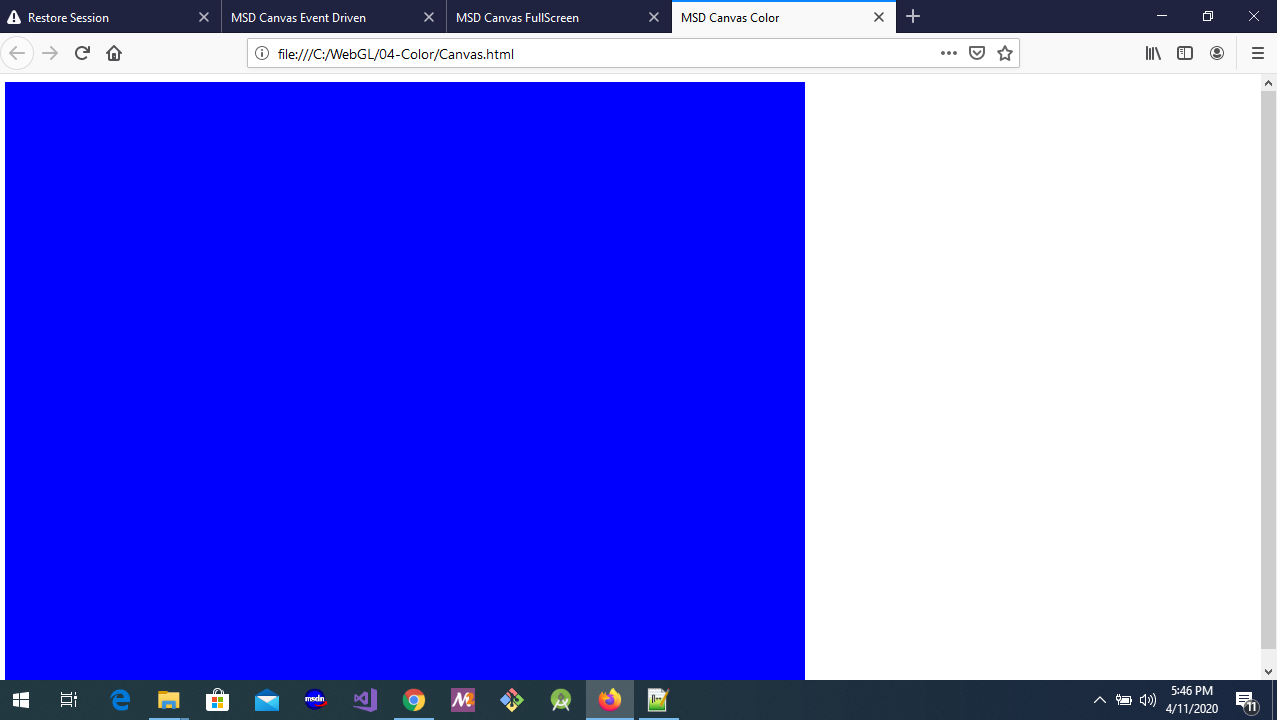 Restore Session
MSD Canvas Event Driven
MSD Canvas FullScreen
MSD Canvas Color
file:///C:/WebGL/04-Color/Canvas.html
msdn
5:46 PM
4/11/2020
11